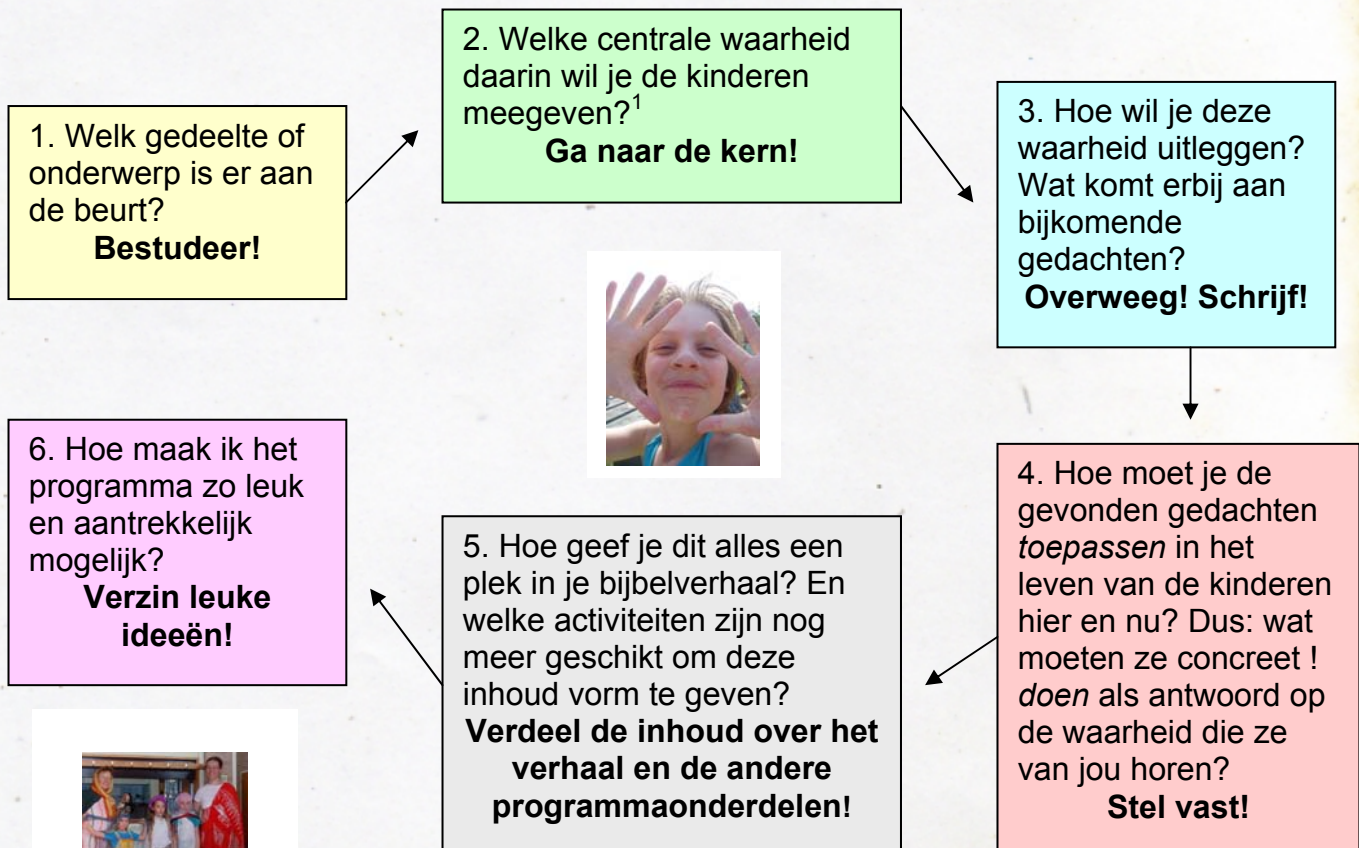 1. Welk gedeelte of
onderwerp is er aan
de beurt?
Bestudeer!
2. Welke centrale waarheid
daarin wil je de kinderen
meegeven?1
Ga naar de kern!
3. Hoe wil je deze
waarheid uitleggen?
Wat komt erbij aan
bijkomende
gedachten?
Overweeg! Schrijf!
4. Hoe moet je de
gevonden gedachten
toepassen in het
leven van de kinderen
hier en nu? Dus: wat
moeten ze concreet !
doen als antwoord op
de waarheid die ze
van jou horen?
Stel vast!
5. Hoe geef je dit alles een
plek in je bijbelverhaal? En
welke activiteiten zijn nog
meer geschikt om deze
inhoud vorm te geven?
Verdeel de inhoud over het
verhaal en de andere
programmaonderdelen!
6. Hoe maak ik het
programma zo leuk
en aantrekkelijk
mogelijk?
Verzin leuke
ideeën!